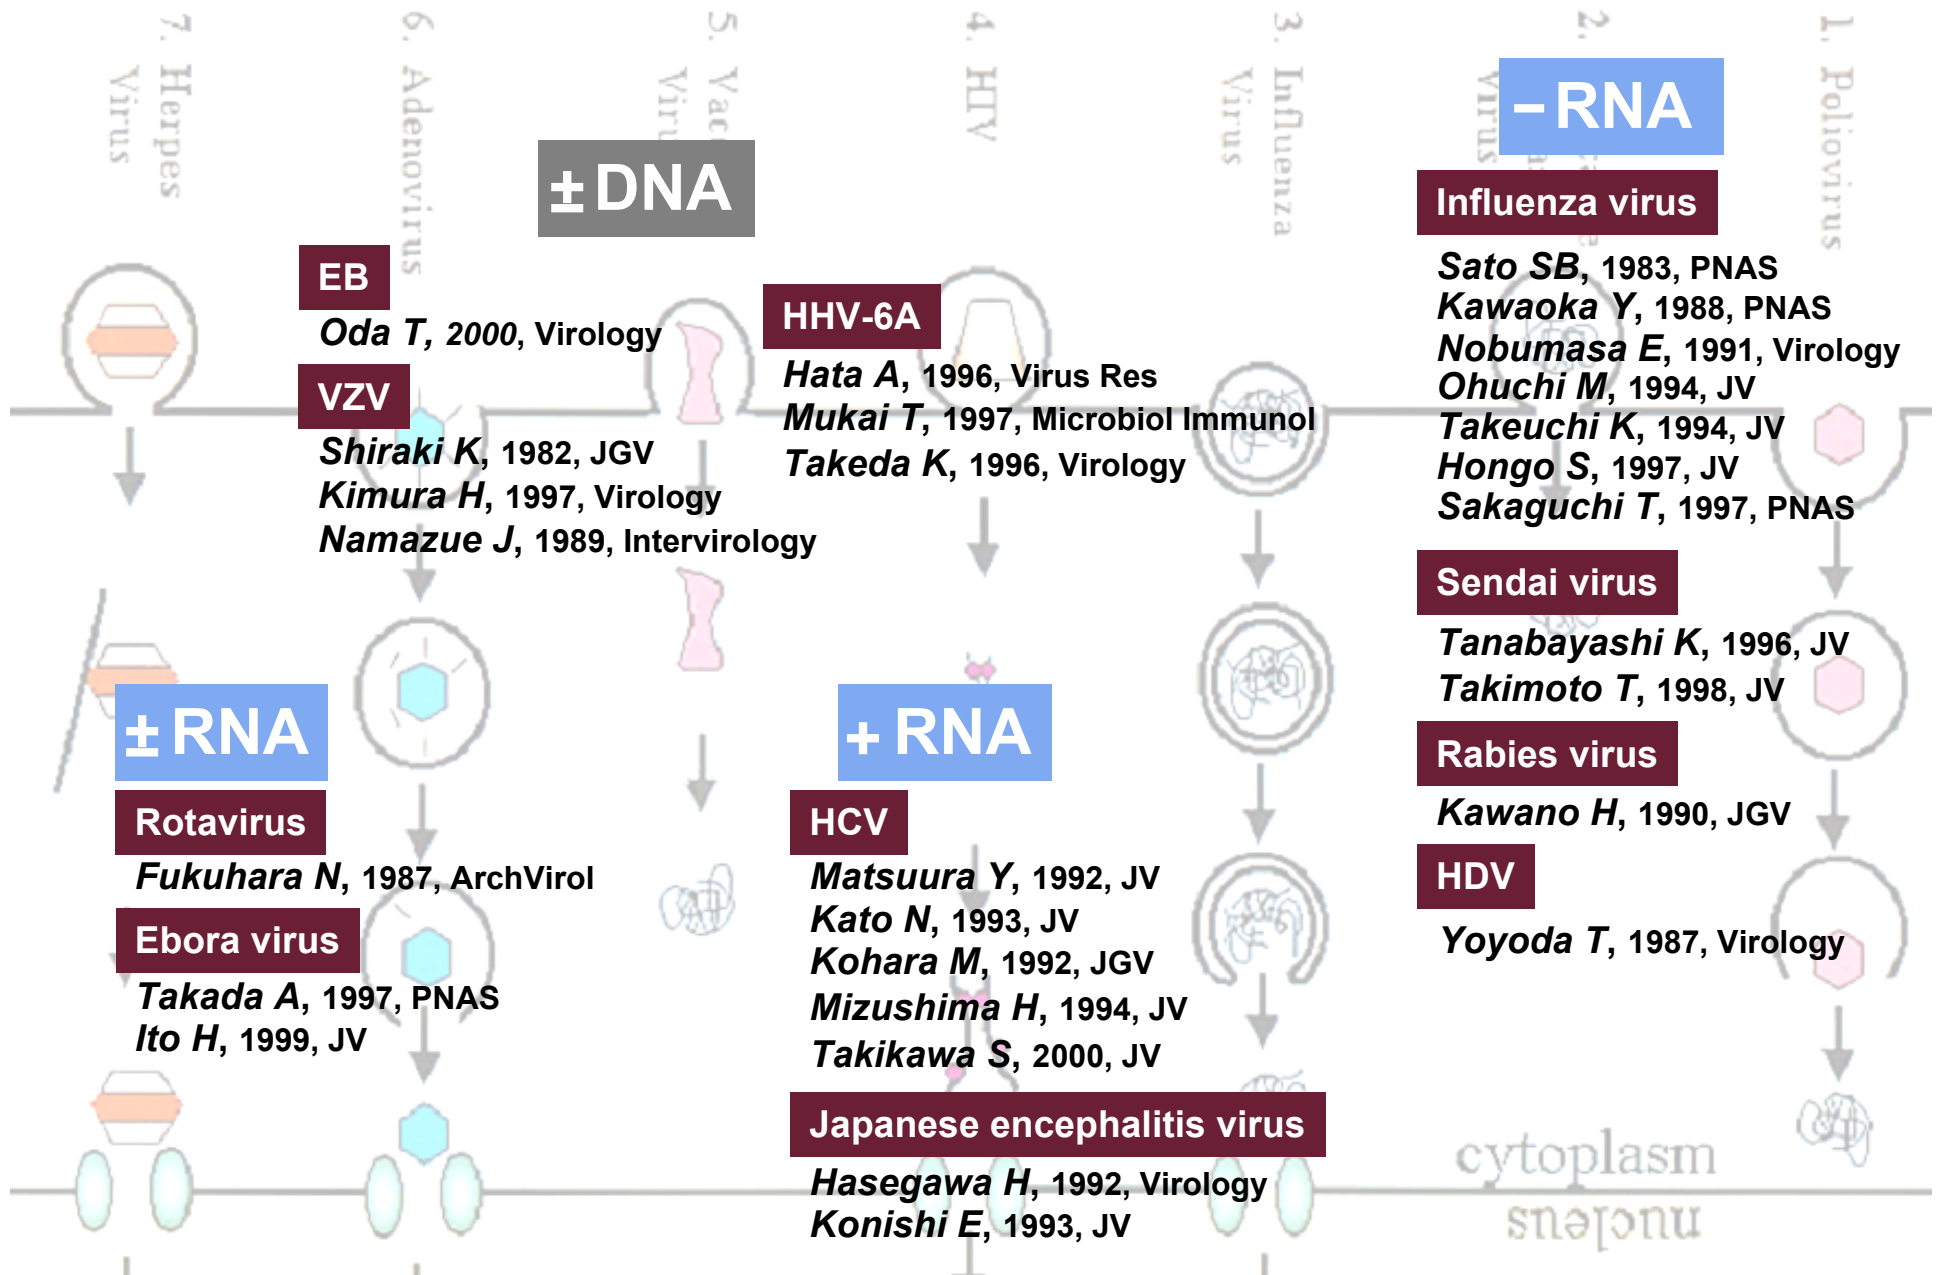 7. Herpes
Virus
6. Adenovirus
Virus
4. HIV
3. Influenza
Virus
2.
Virus
1. Poliovirus
±DNA
EB
Oda T, 2000, Virology
VZV
Shiraki K, 1982, JGV
Kimura H, 1997, Virology
Namazue J, 1989, Intervirology
HHV-6A
Hata A, 1996, Virus Res
Mukai T, 1997, Microbiol Immunol
Takeda K, 1996, Virology
−RNA
Influenza virus
Sato SB, 1983, PNAS
Kawaoka Y, 1988, PNAS
Nobumasa E, 1991, Virology
Ohuchi M, 1994, JV
Takeuchi K, 1994, JV
Hongo S, 1997, JV
Sakaguchi T, 1997, PNAS
Sendai virus
Tanabayashi K, 1996, JV
Takimoto T, 1998, JV
Rabies virus
Kawano H, 1990, JGV
HDV
Yoyoda T, 1987, Virology
±RNA
Rotavirus
Fukuhara N, 1987, ArchVirol
Ebora virus
Takada A, 1997, PNAS
Ito H, 1999, JV
+RNA
HCV
Matsuura Y, 1992, JV
Kato N, 1993, JV
Kohara M, 1992, JGV
Mizushima H, 1994, JV
Takikawa S, 2000, JV
Japanese encephalitis virus
Hasegawa H, 1992, Virology
Konishi E, 1993, JV
cytoplasm
nucleus